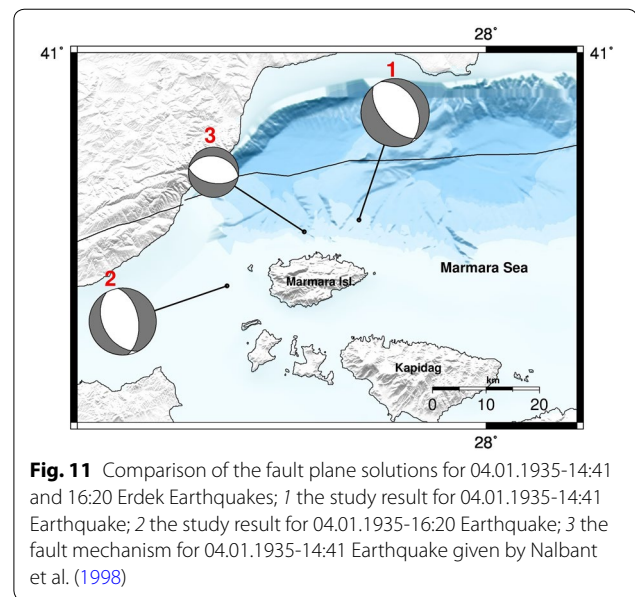 28°
41°
41°
1
3
2
Marmara Sea
Marmara Isl.
Kapidag
km
0 10 20
28°
Fig. 11 Comparison of the fault plane solutions for 04.01.1935-14:41
and 16:20 Erdek Earthquakes; 1 the study result for 04.01.1935-14:41
Earthquake; 2 the study result for 04.01.1935-16:20 Earthquake; 3 the
fault mechanism for 04.01.1935-14:41 Earthquake given by Nalbant
et al. (1998)